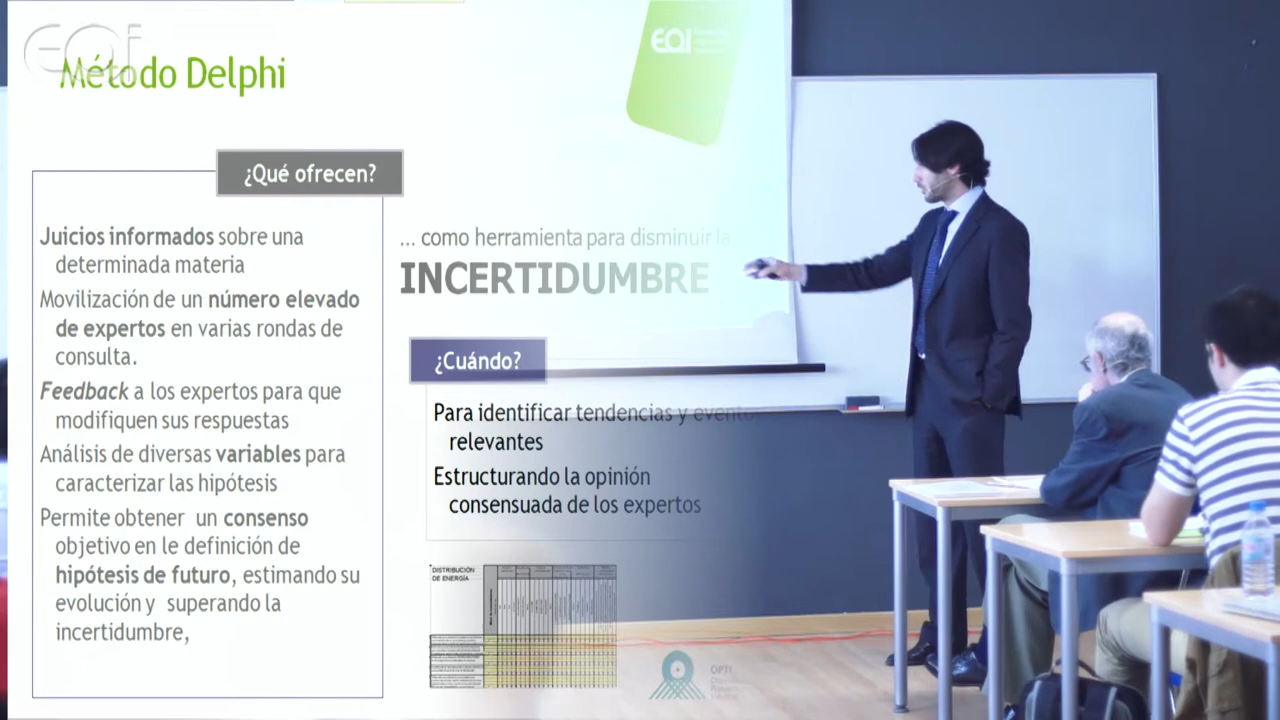 EOI
Método Delphi
EOI
¿Qué ofrecen?
Juicios informados sobre una
determinada materia
Movilización de un número elevado
de expertos en varias rondas de
consulta.
Feedback a los expertos para que
modifiquen sus respuestas
Análisis de diversas variables para
caracterizar las hipótesis
Permite obtener un consenso
objetivo en le definición de
hipótesis de futuro, estimando su
evolución y superando la
incertidumbre,
... como herramienta para disminuir la
INCERTIDUMBRE
¿Cuándo?
Para identificar tendencias y evento
relevantes
Estructurando la opinión
consensuada de los expertos
DISTRIBUCIÓN
DE ENERGÍA
OPTI